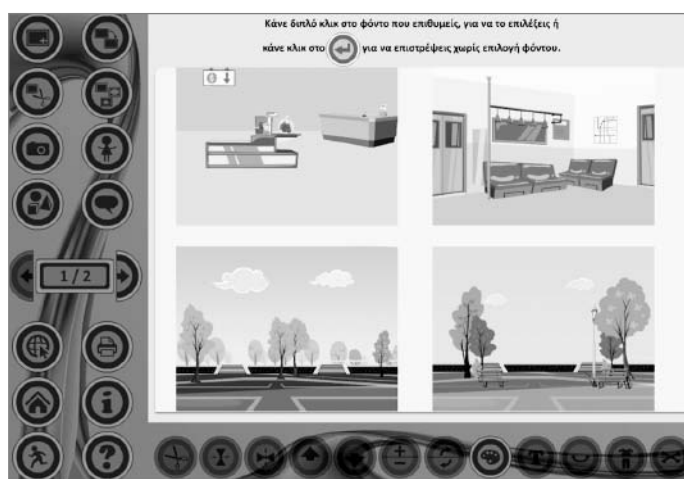 Κάνε διπλό κλικ στο φόντο που επιθυμείς, για να το επιλέξεις ή
κάνε κλικ στο για να επιστρέψεις χωρίς επιλογή φόντου.
1 / 2
i
?
T